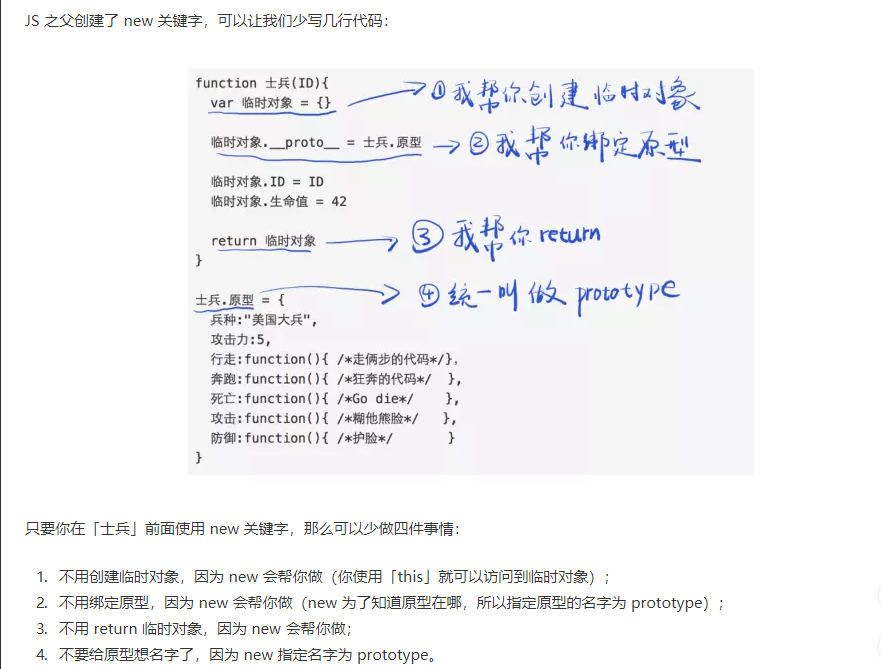 JS 之父创建了 new 关键字，可以让我们少写几行代码：
function 士兵(ID){
var 临时对象 = {}
①我帮你创建临时对象
临时对象.__proto__ = 士兵.原型
②我帮你绑定原型
临时对象.ID = ID
临时对象.生命值 = 42
return 临时对象
③我帮你return
}
士兵.原型 = {
④统一叫做 prototype
兵种:"美国大兵",
攻击力:5,
行走:function(){ /*走俩步的代码*/},
奔跑:function(){ /*狂奔的代码*/ },
死亡:function(){ /*Go die*/ },
攻击:function(){ /*糊他熊脸*/ },
防御:function(){ /*护脸*/ }
}
只要你在「士兵」前面使用 new 关键字，那么可以少做四件事情：
1. 不用创建临时对象，因为 new 会帮你做（你使用「this」就可以访问到临时对象）；
2. 不用绑定原型，因为 new 会帮你做（new 为了知道原型在哪，所以指定原型的名字为 prototype）；
3. 不用 return 临时对象，因为 new 会帮你做；
4. 不要给原型想名字了，因为 new 指定名字为 prototype。